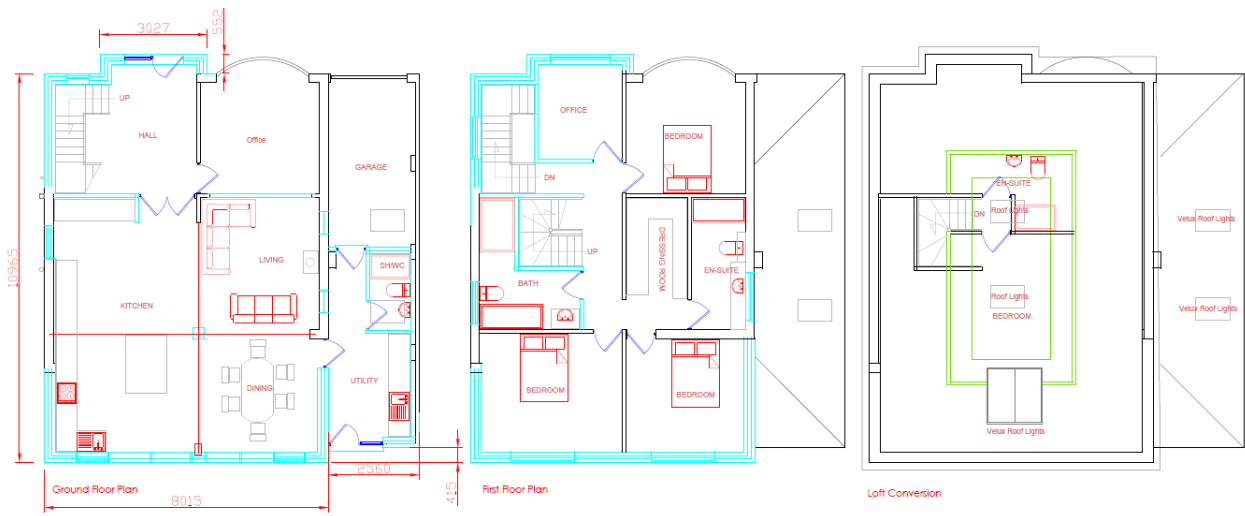 3027
552
UP
HALL
Office
GARAGE
10965
LIVING
SH/WC
KITCHEN
UTILITY
DINING
2560
415
8015
Ground Floor Plan
OFFICE
BEDROOM
DN
DRESSING ROOM
UP
EN-SUITE
BATH
BEDROOM
BEDROOM
First Floor Plan
EN-SUITE
DN
Roof Lights
Velux Roof Lights
Roof Lights
BEDROOM
Velux Roof Lights
Velux Roof Lights
Loft Conversion